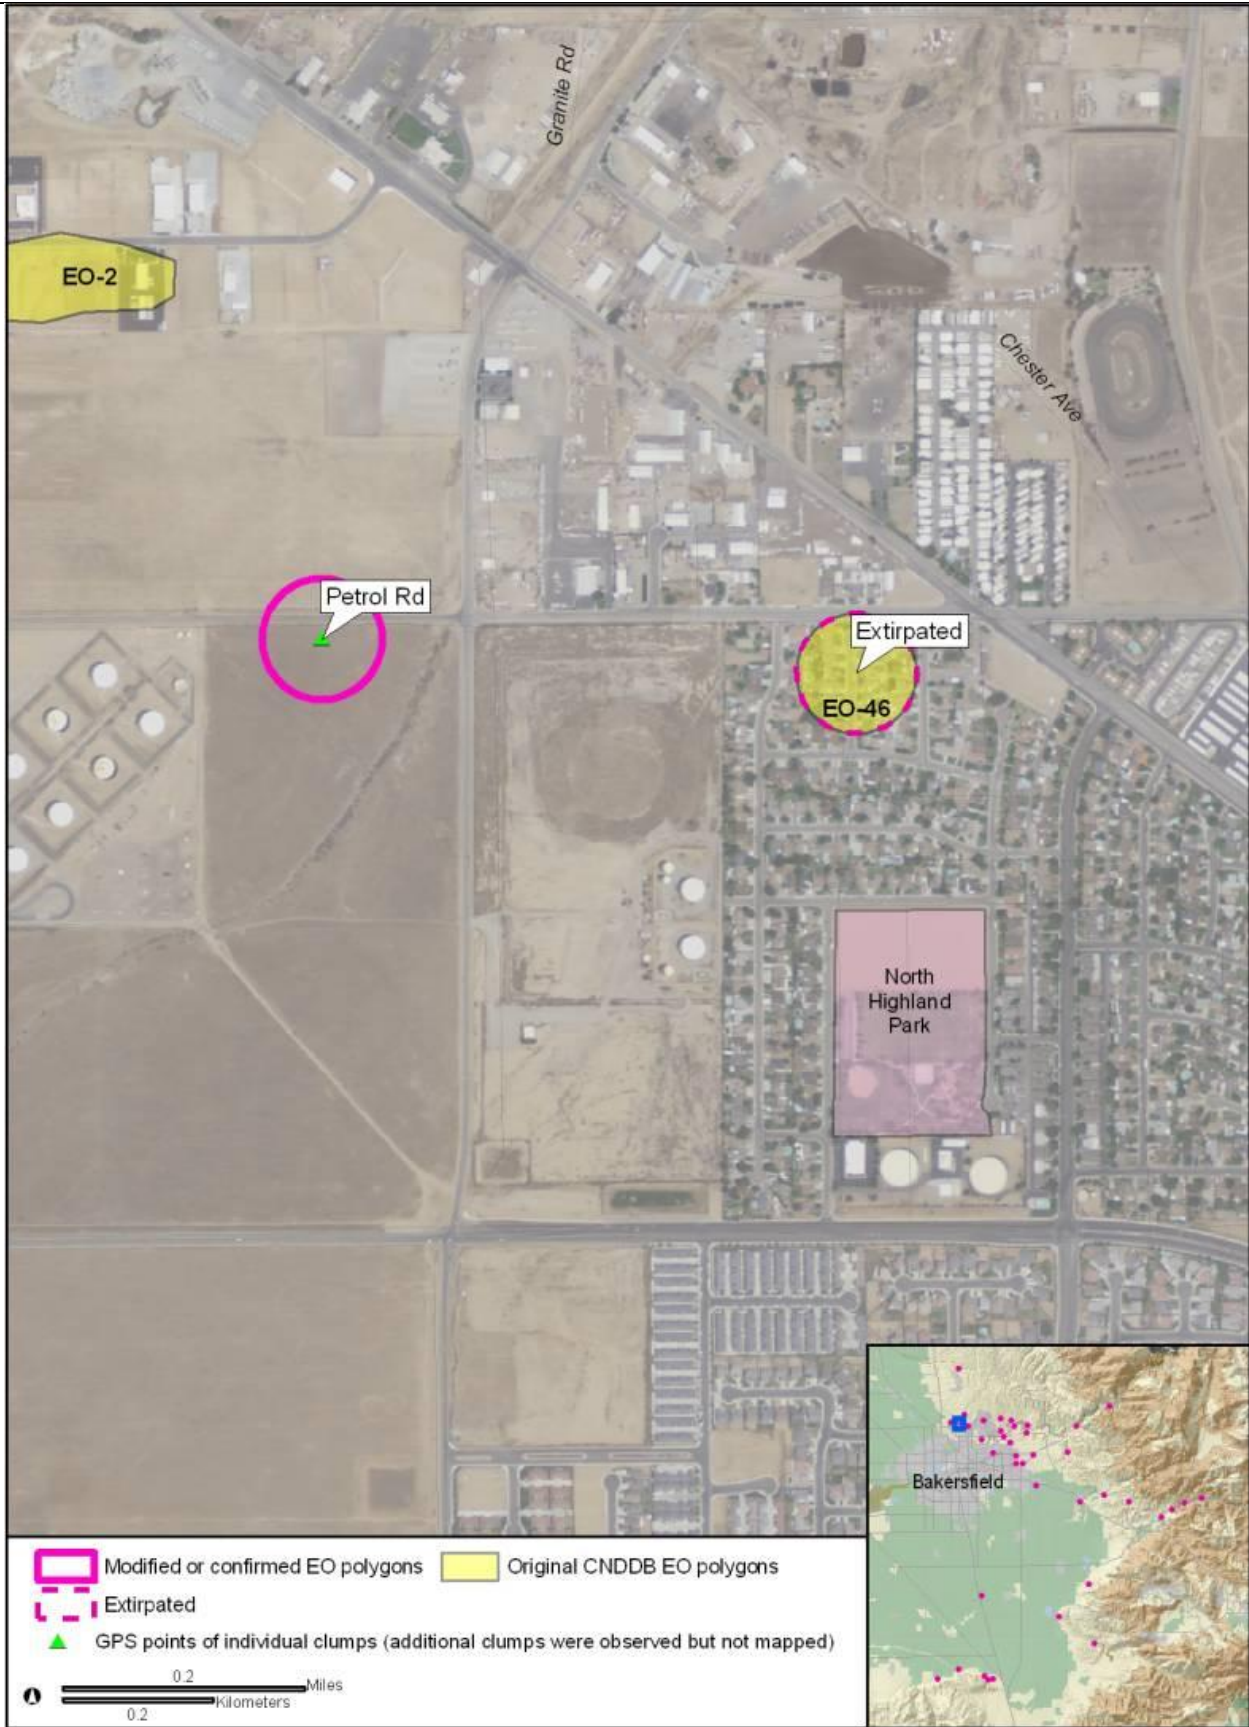 Granite Rd
EO-2
Chester Ave
Petrol Rd
Extirpated
EO-46
North
Highland
Park
Bakersfield
Modified or confirmed EO polygons
Original CNDDB EO polygons
Extirpated
GPS points of individual clumps (additional clumps were observed but not mapped)
0.2
Miles
Kilometers
0.2